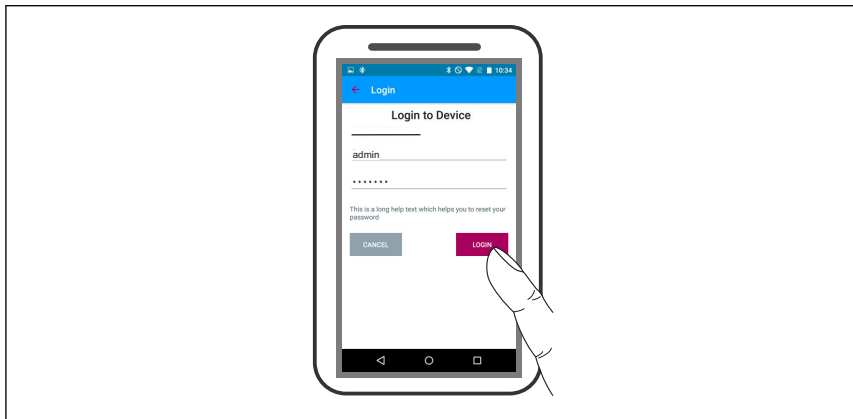 10:34
Login
Login to Device
admin
•••••••
This is a long help text which helps you to reset your
password
CANCEL
LOGIN